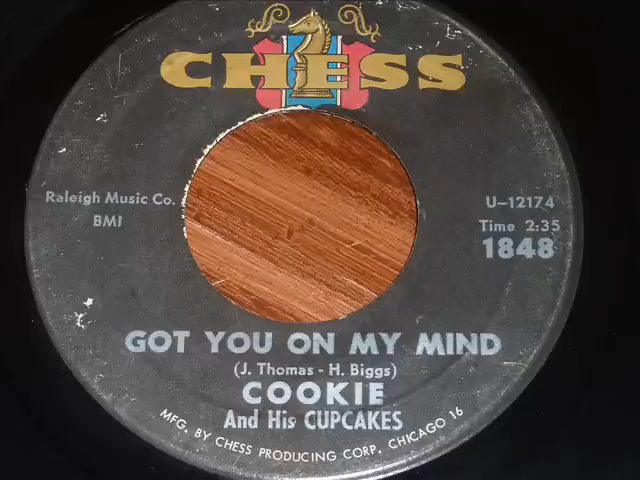 CHESS
Raleigh Music Co.
BMI
U-12174
Time 2:35
1848
GOT YOU ON MY MIND
(J. Thomas - H. Biggs)
COOKIE
And His CUPCAKES
MFG. BY CHESS PRODUCING CORP. CHICAGO 16